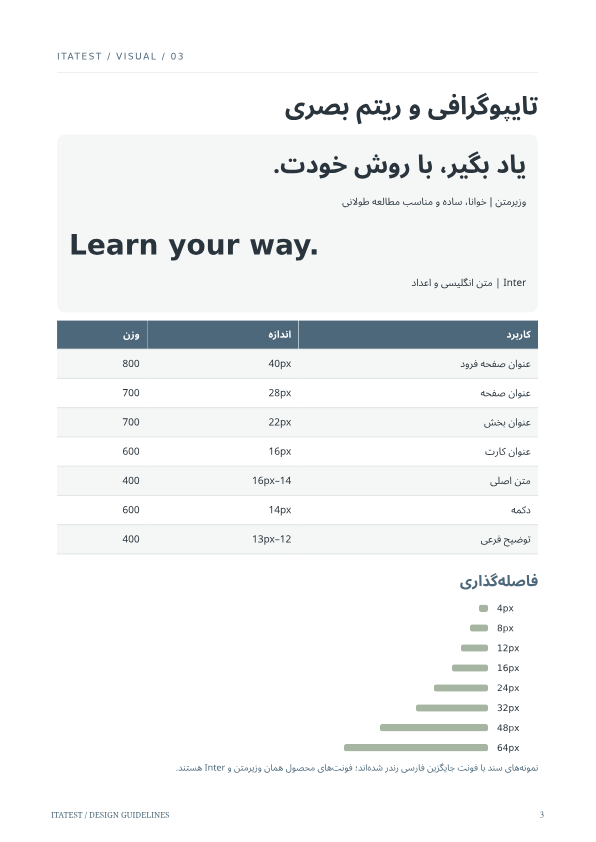 ITATEST / VISUAL / 03
تایپوگرافی و ریتم بصری
یاد بگیر، با روش خودت.
وزیرمتن | خوانا، ساده و مناسب مطالعه طولانی
Learn your way.
Inter | متن انگلیسی و اعداد
کاربرد اندازه وزن
عنوان صفحه فرود 40px 800
عنوان صفحه 28px 700
عنوان بخش 22px 700
عنوان کارت 16px 600
متن اصلی 14–16px 400
دکمه 14px 600
توضیح فرعی 12–13px 400
فاصله‌گذاری
4px
8px
12px
16px
24px
32px
48px
64px
نمونه‌های سند با فونت جایگزین فارسی رندر شده‌اند؛ فونت‌های محصول همان وزیرمتن و Inter هستند.
ITATEST / DESIGN GUIDELINES 3